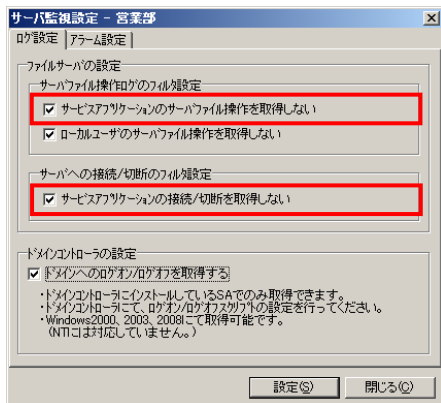 サーバ監視設定 - 営業部
ログ設定
アラーム設定
ファイルサーバの設定
サーバファイル操作ログのフィルタ設定
サービスアプリケーションのサーバファイル操作を取得しない
ローカルユーザのサーバファイル操作を取得しない
サーバへの接続/切断のフィルタ設定
サービスアプリケーションの接続/切断を取得しない
ドメインコントローラの設定
ドメインへのログオン/ログオフを取得する
・ドメインコントローラにインストールしているSAでのみ取得できます。
・ドメインコントローラにて、ログオン/ログオフスクリプトの設定を行ってください。
・Windows2000、2003、2008にて取得可能です。
(NTには対応していません。)
設定(S)
閉じる(C)